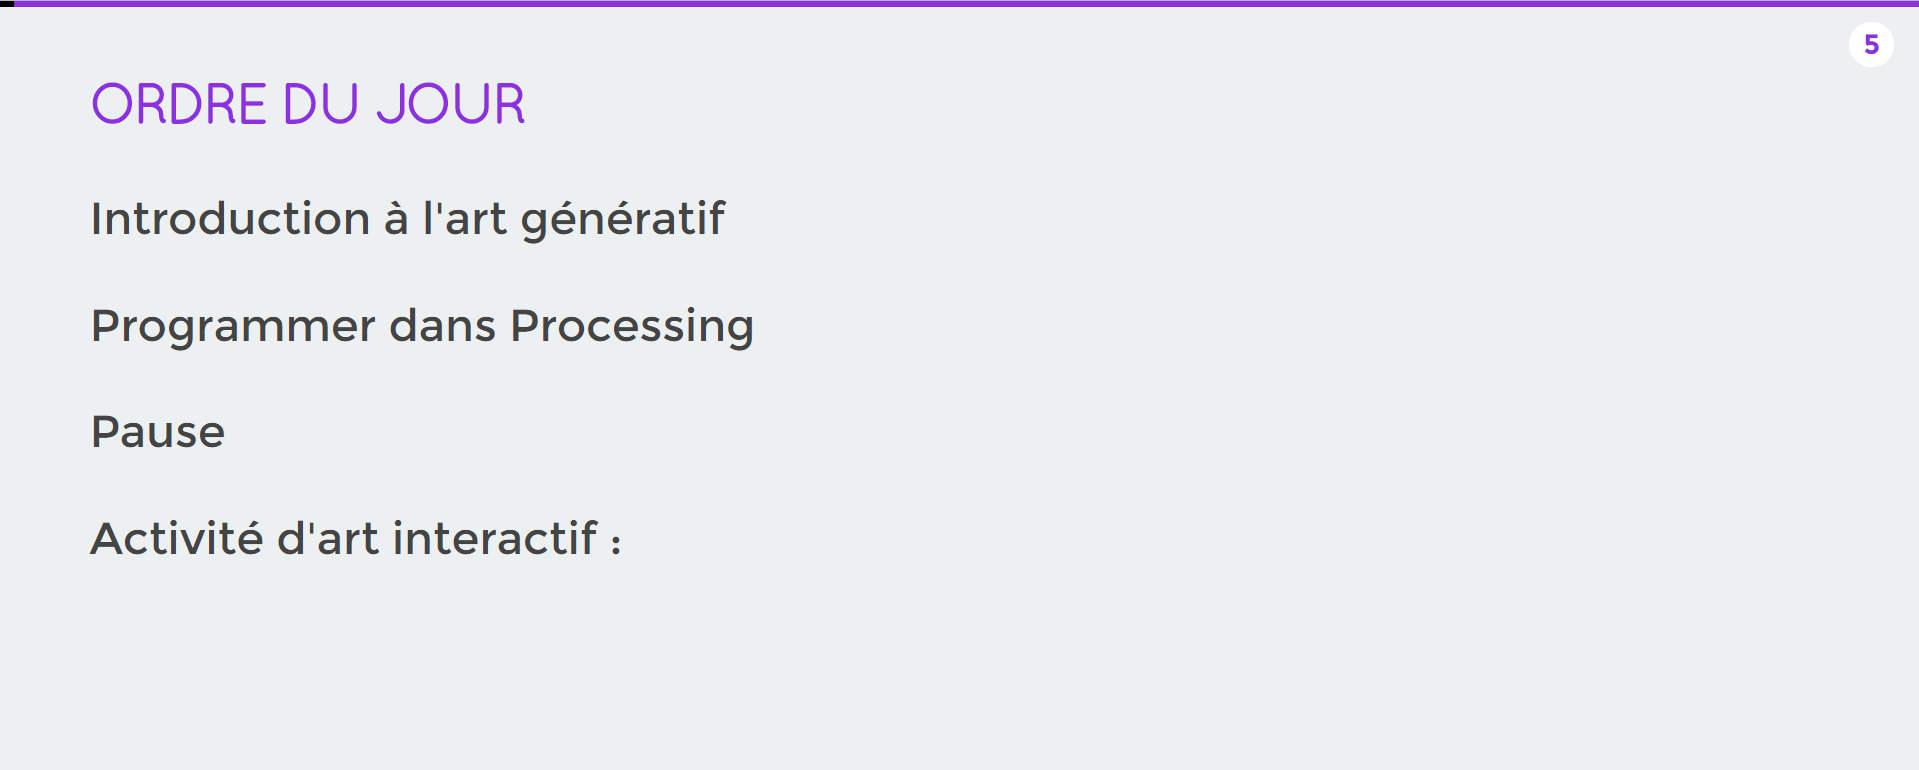 5
ORDRE DU JOUR
Introduction à l'art génératif
Programmer dans Processing
Pause
Activité d'art interactif :